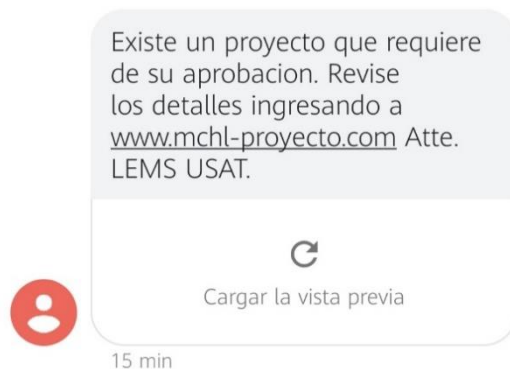 Existe un proyecto que requiere
de su aprobacion. Revise
los detalles ingresando a
www.mchl-proyecto.com Atte.
LEMS USAT.
Cargar la vista previa
15 min